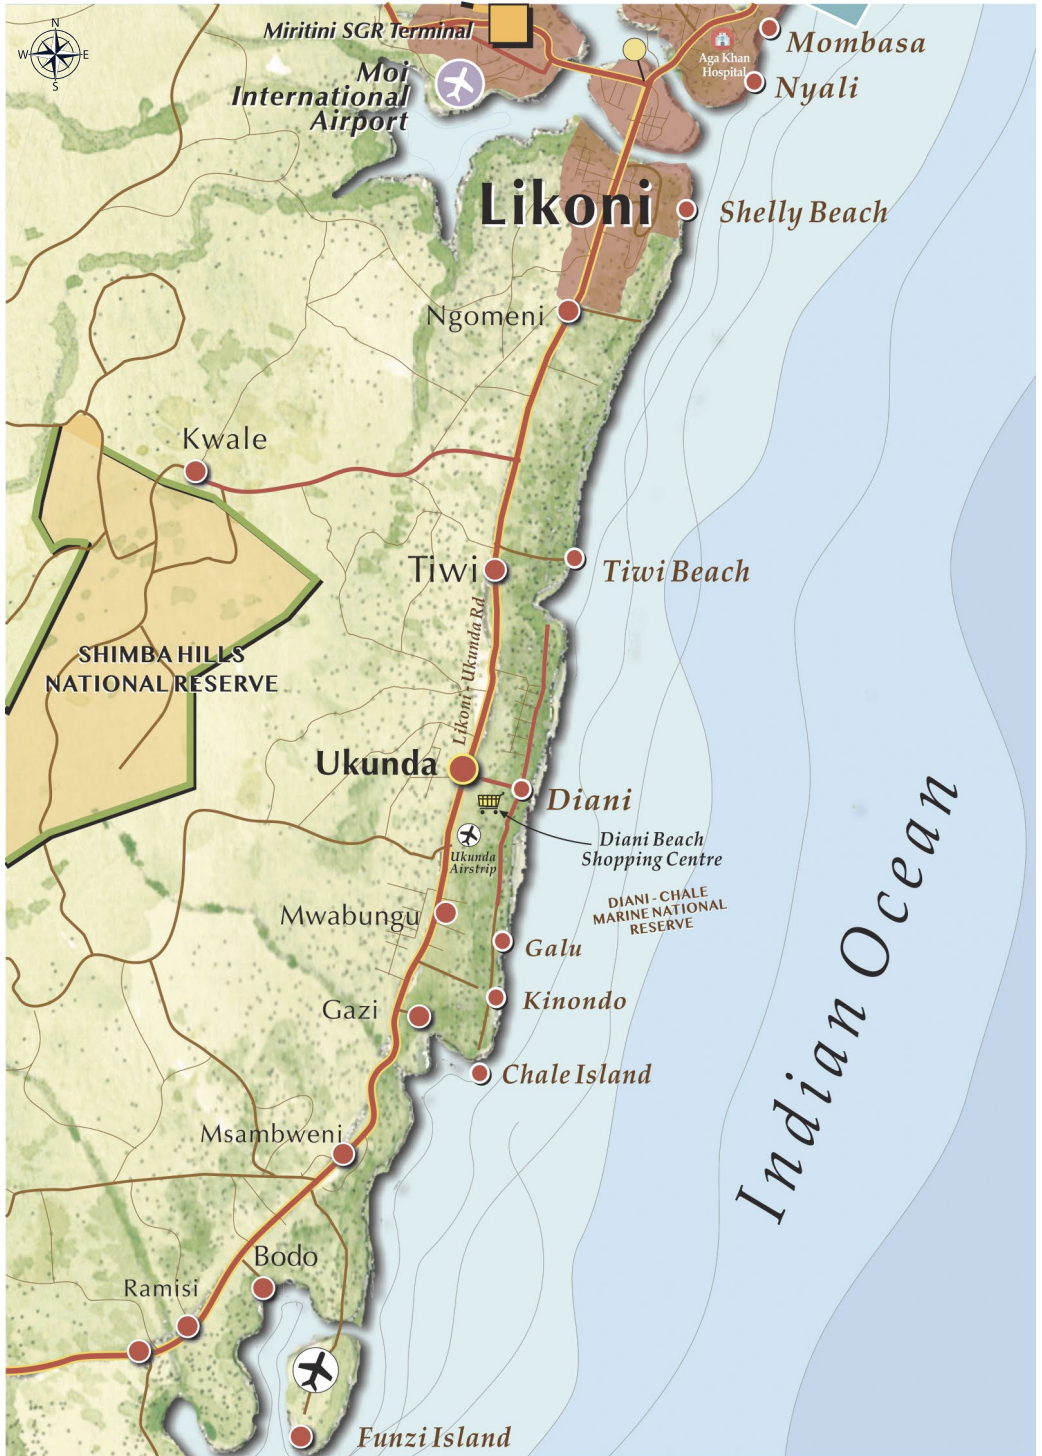 N
W
E
S
Miritini SGR Terminal
Moi
International
Airport
Aga Khan
Hospital
Mombasa
Nyali
Likoni
Shelly Beach
Ngomeni
Kwale
Tiwi
Tiwi Beach
SHIMBA HILLS
NATIONAL RESERVE
Likoni - Ukunda Rd
Ukunda
Diani
Diani Beach
Shopping Centre
Ukunda
Airstrip
DIANI - CHALE
MARINE NATIONAL
RESERVE
Mwabungu
Galu
Gazi
Kinondo
Chale Island
Indian Ocean
Msambweni
Bodo
Ramisi
Funzi Island